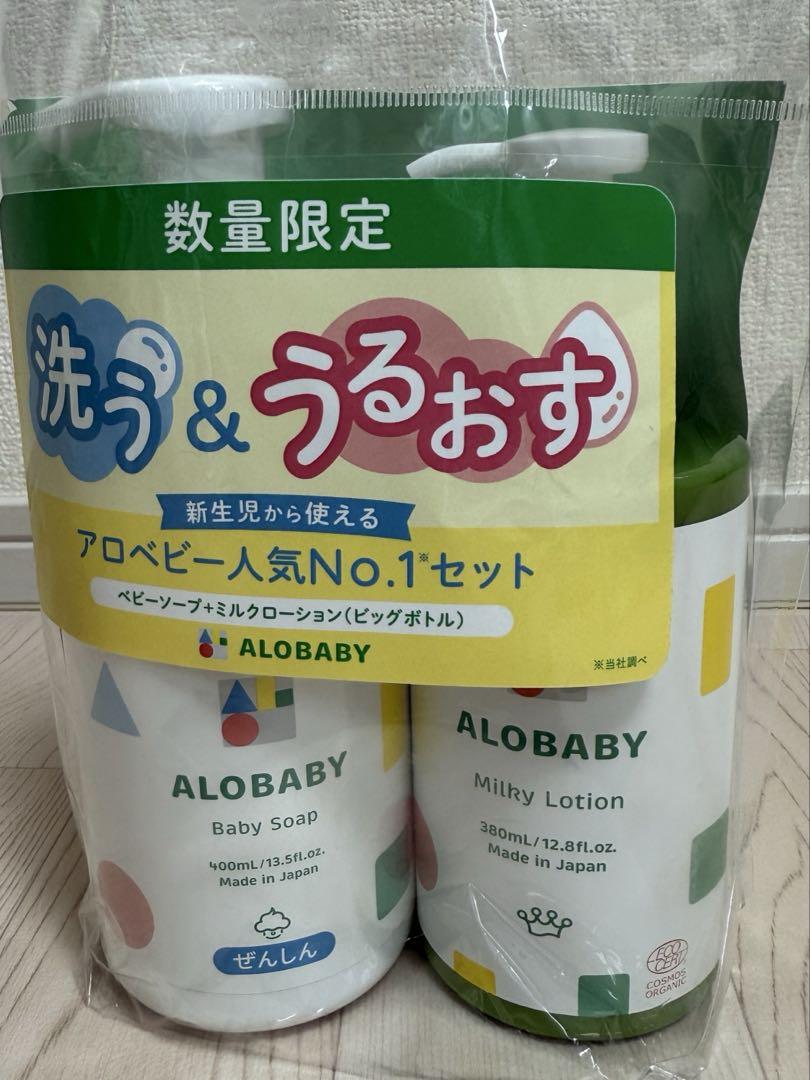 数量限定
洗う&うるおす
新生児から使える
アロベビー人気No.1※セット
ベビーソープ+ミルクローション(ビッグボトル)
ALOBABY
※当社調べ
ALOBABY
Baby Soap
400mL/13.5fl.oz.
Made in Japan
ぜんしん
ALOBABY
Milky Lotion
380mL/12.8fl.oz.
Made in Japan
ECO
CERT
COSMOS
ORGANIC